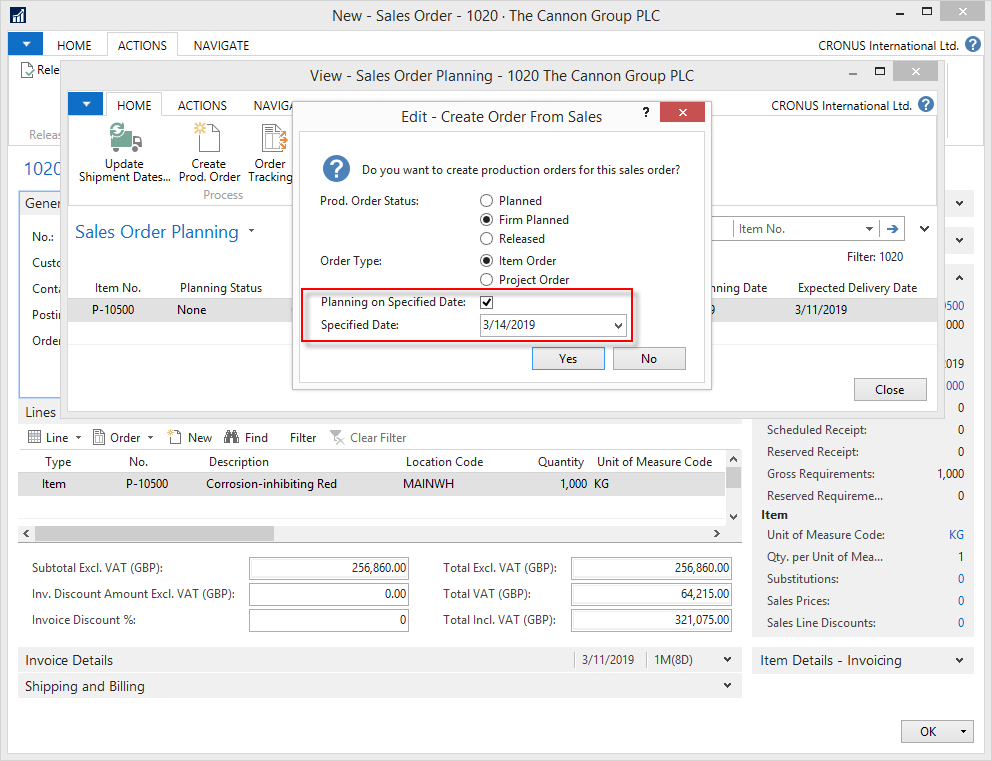 New - Sales Order - 1020 · The Cannon Group PLC
HOME ACTIONS NAVIGATE CRONUS International Ltd. ?
Rele
Releas
View - Sales Order Planning - 1020 The Cannon Group PLC
HOME ACTIONS NAVIGA CRONUS International Ltd. ?
Update Shipment Dates...
Create Prod. Order
Order Tracking
Process
Edit - Create Order From Sales ?
? Do you want to create production orders for this sales order?
Prod. Order Status: Planned
Firm Planned
Released
Order Type: Item Order
Project Order
Planning on Specified Date:
Specified Date: 3/14/2019
Yes No
1020
Gener
No.:
Custo
Conta
Postin
Order
Sales Order Planning
Item No.
Filter: 1020
Item No. Planning Status nning Date Expected Delivery Date
P-10500 None 9 3/11/2019
Close
0500
000
2019
000
0
Lines
Line Order New Find Filter Clear Filter
Type No. Description Location Code Quantity Unit of Measure Code
Item P-10500 Corrosion-inhibiting Red MAINWH 1,000 KG
Subtotal Excl. VAT (GBP): 256,860.00 Total Excl. VAT (GBP): 256,860.00
Inv. Discount Amount Excl. VAT (GBP): 0.00 Total VAT (GBP): 64,215.00
Invoice Discount %: 0 Total Incl. VAT (GBP): 321,075.00
Invoice Details 3/11/2019 1M(8D)
Shipping and Billing
Scheduled Receipt: 0
Reserved Receipt: 0
Gross Requirements: 1,000
Reserved Requireme... 0
Item
Unit of Measure Code: KG
Qty. per Unit of Mea... 1
Substitutions: 0
Sales Prices: 0
Sales Line Discounts: 0
Item Details - Invoicing
OK